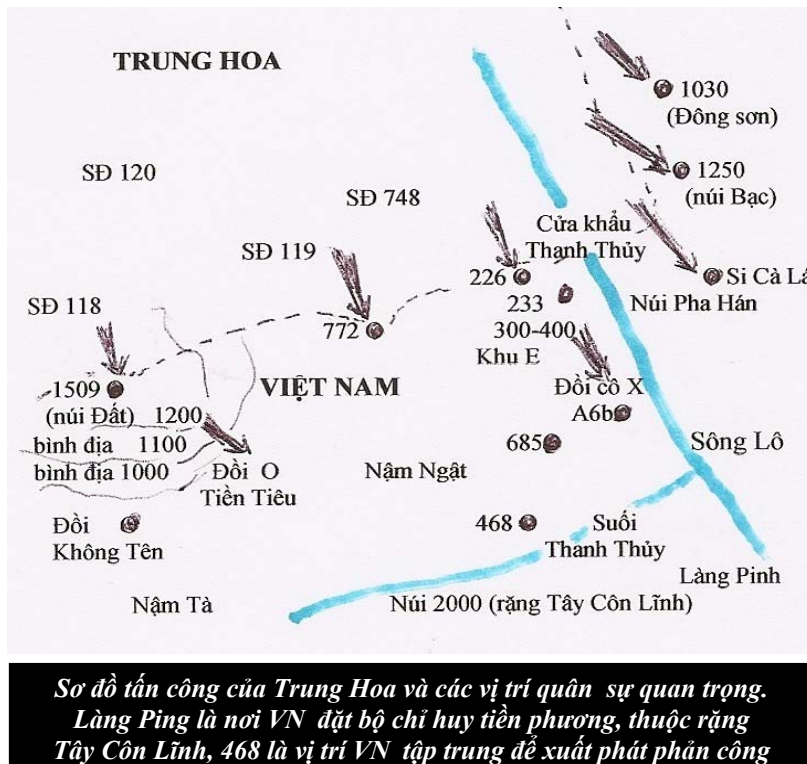 TRUNG HOA
1030
(Đông sơn)
SĐ 120
1250
(núi Bạc)
SĐ 748
Cửa khẩu
Thanh Thủy
SĐ 119
226
Si Cà Lá
233
Núi Pha Hán
SĐ 118
300-400
772
Khu E
1509
VIỆT NAM
Đồi cô X
(núi Đất) 1200
A6b
bình địa 1100
685
Sông Lô
bình địa 1000
Đồi O
Tiền Tiêu
Nậm Ngật
Đồi
Không Tên
468
Suối
Thanh Thủy
Làng Pinh
Nậm Tà
Núi 2000 (rặng Tây Côn Lĩnh)
Sơ đồ tấn công của Trung Hoa và các vị trí quân sự quan trọng.
Làng Ping là nơi VN đặt bộ chỉ huy tiền phương, thuộc rặng
Tây Côn Lĩnh, 468 là vị trí VN tập trung để xuất phát phản công